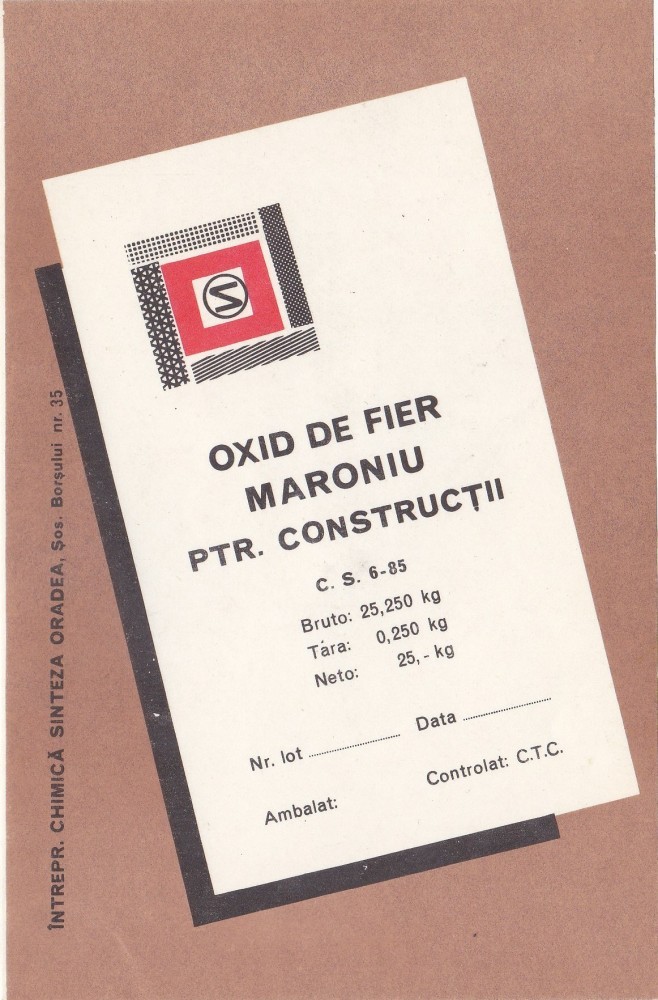 OXID DE FIER
MARONIU
PTR. CONSTRUCȚII
C. S. 6-85
Bruto: 25,250 kg
Tára: 0,250 kg
Neto: 25,- kg
Nr. lot .......... Data ..........
Ambalat: Controlat: C.T.C.
ÎNTREPR. CHIMICĂ SINTEZA ORADEA, Șos. Borșului nr. 35